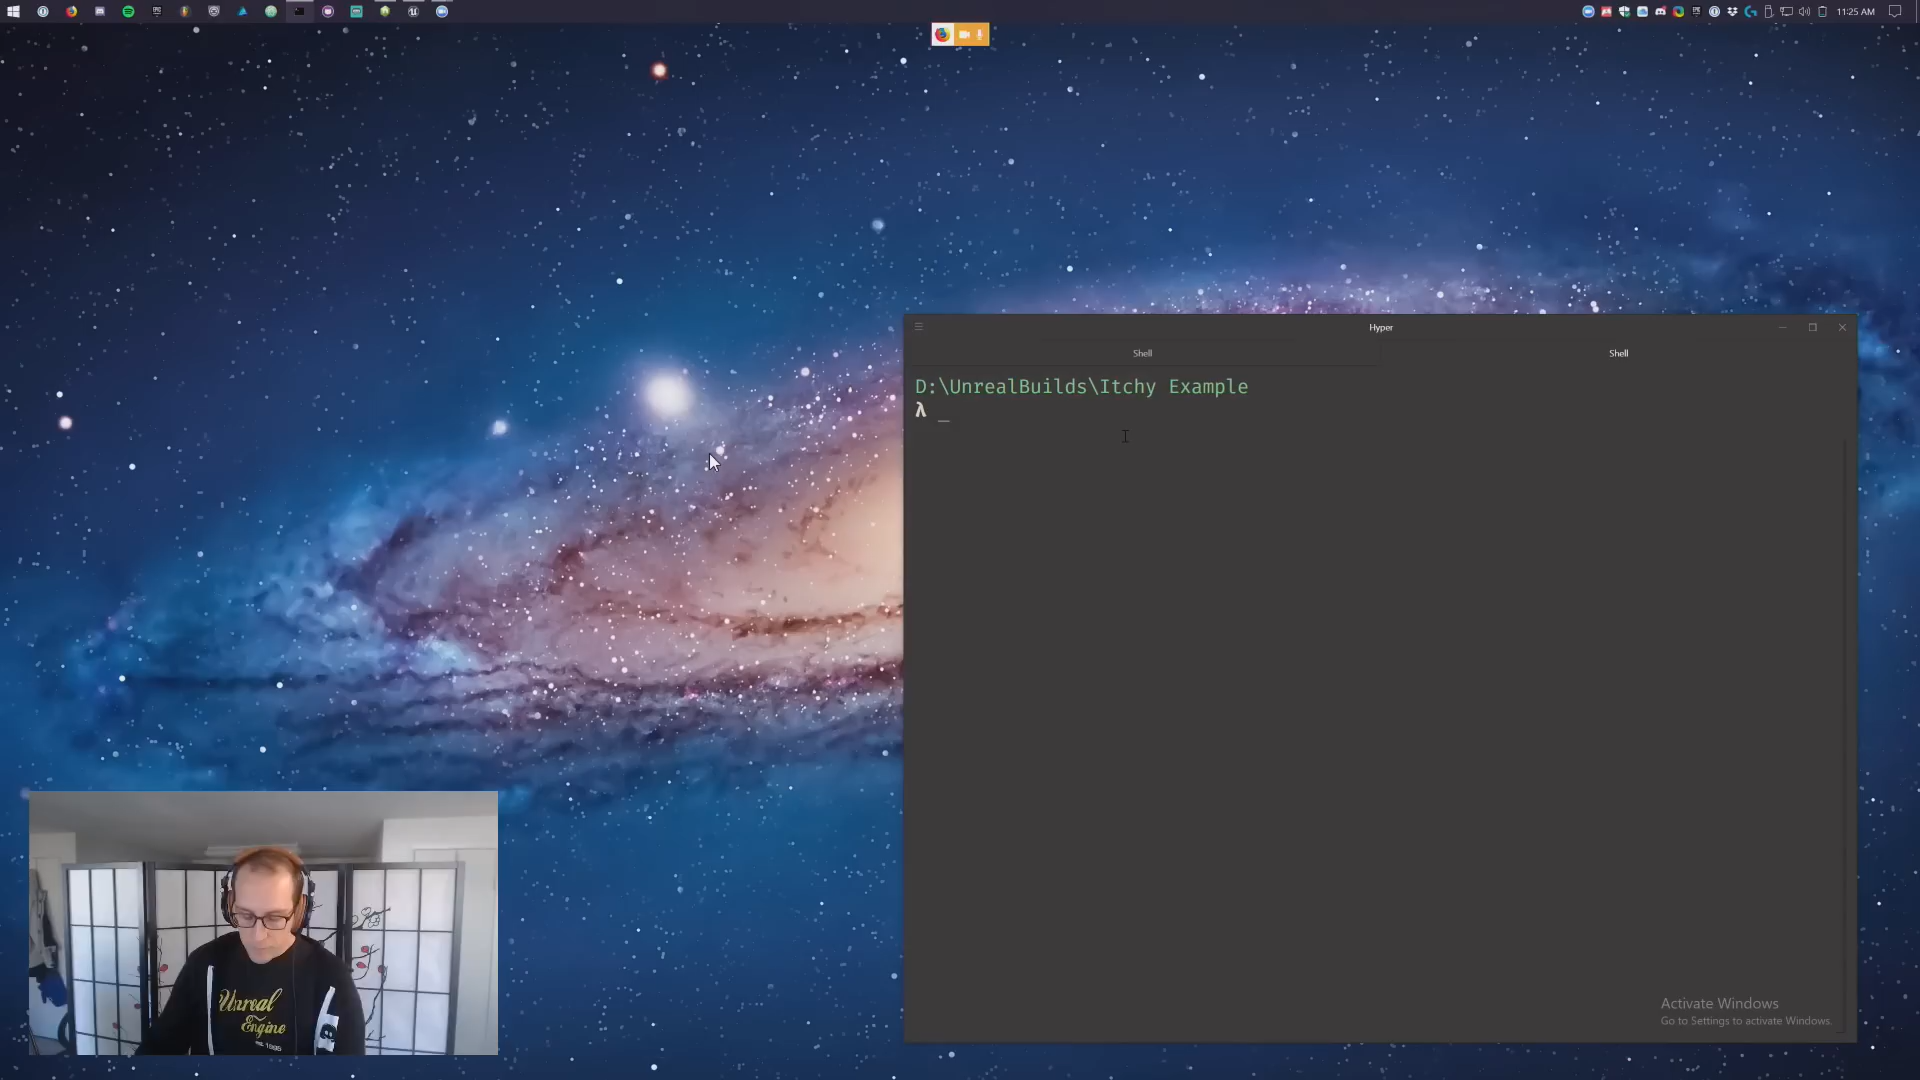 11:25 AM
Hyper
Shell
Shell
D:\UnrealBuilds\Itchy Example
λ _
Activate Windows
Go to Settings to activate Windows.
Unreal
Engine